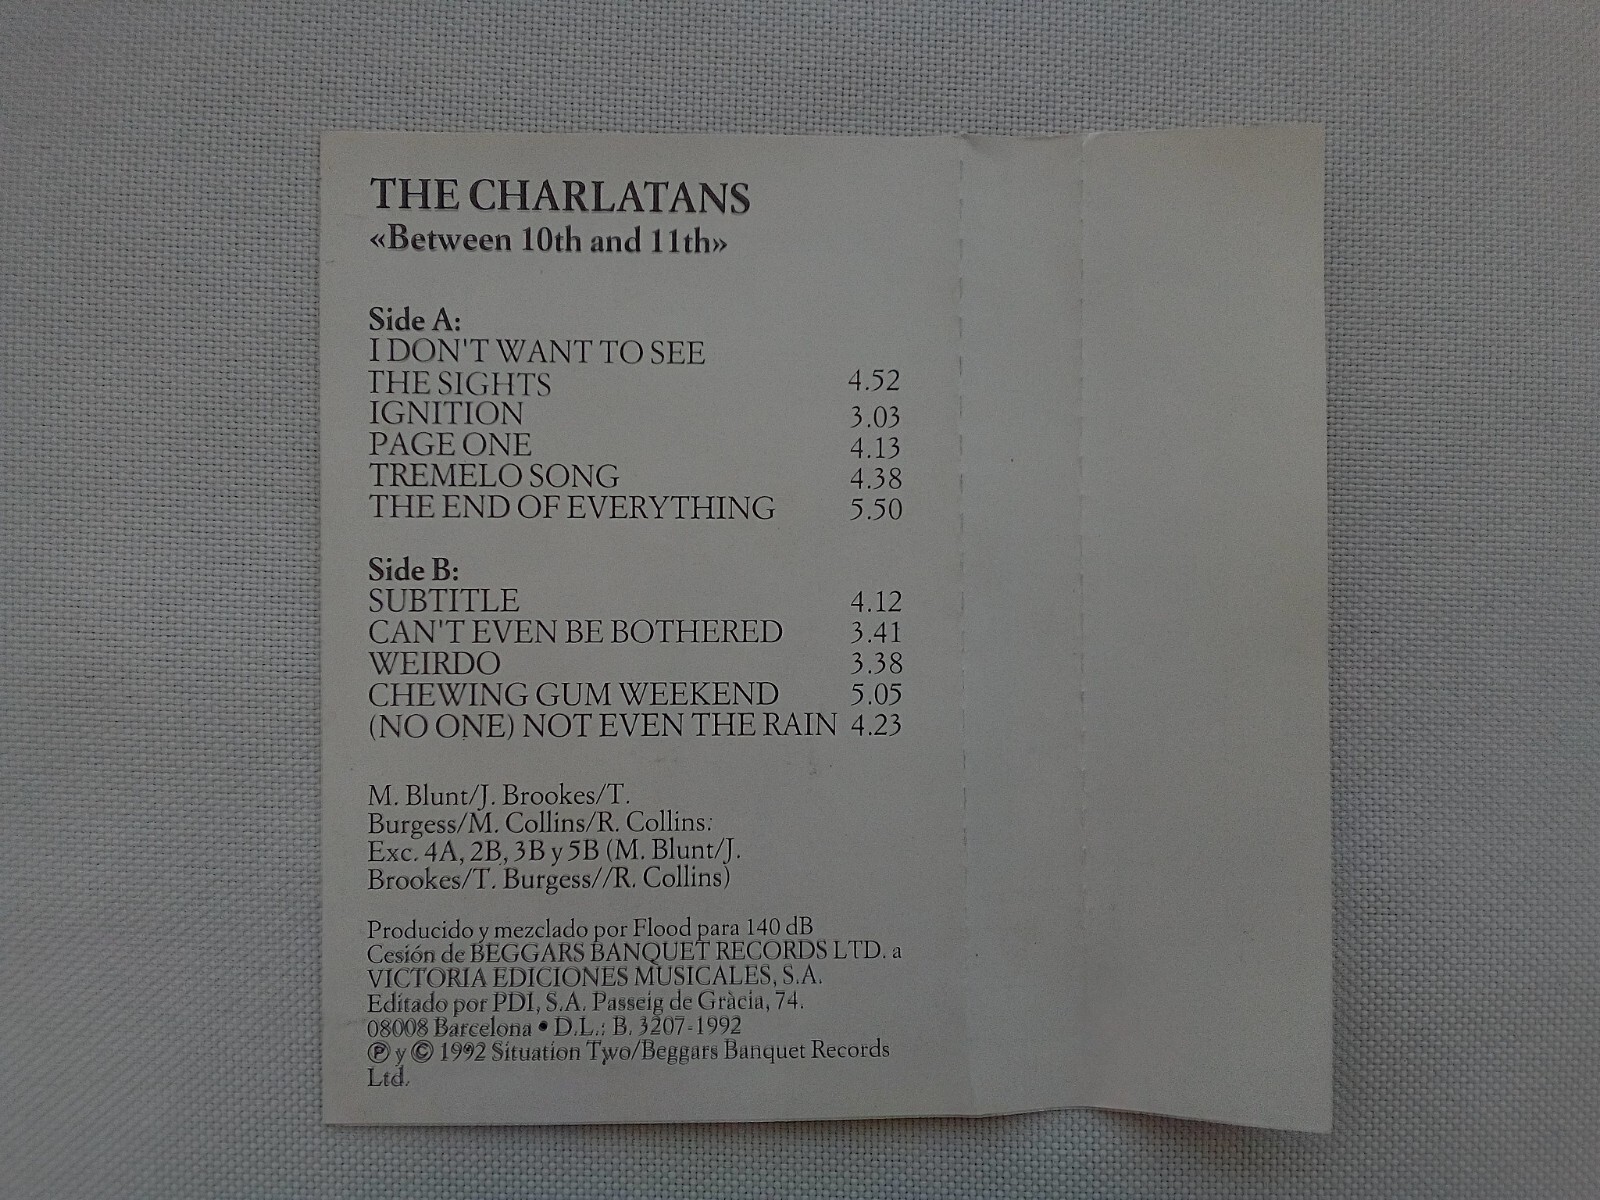 THE CHARLATANS
«Between 10th and 11th»
Side A:
I DON'T WANT TO SEE
THE SIGHTS 4.52
IGNITION 3.03
PAGE ONE 4.13
TREMELO SONG 4.38
THE END OF EVERYTHING 5.50
Side B:
SUBTITLE 4.12
CAN'T EVEN BE BOTHERED 3.41
WEIRDO 3.38
CHEWING GUM WEEKEND 5.05
(NO ONE) NOT EVEN THE RAIN 4.23
M. Blunt/J. Brookes/T.
Burgess/M. Collins/R. Collins:
Exc. 4A, 2B, 3B y 5B (M. Blunt/J.
Brookes/T. Burgess//R. Collins)
Producido y mezclado por Flood para 140 dB
Cesión de BEGGARS BANQUET RECORDS LTD. a
VICTORIA EDICIONES MUSICALES, S.A.
Editado por PDI, S.A. Passeig de Gràcia, 74.
08008 Barcelona • D.L.: B. 3207-1992
℗ y © 1992 Situation Two/Beggars Banquet Records
Ltd.